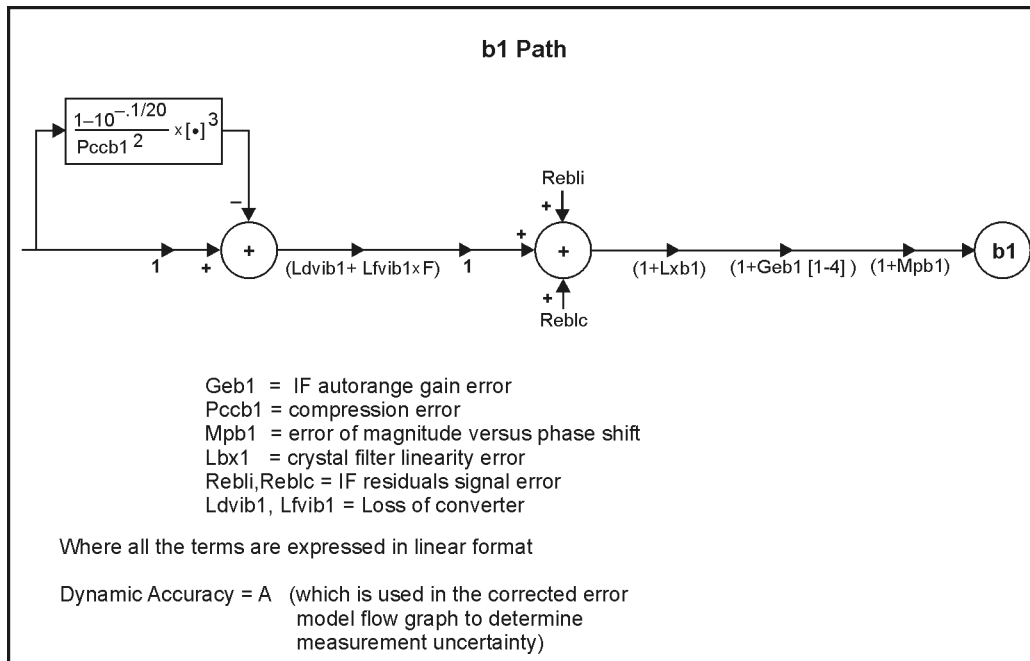 b1 Path
1–10^–.1/20
Pccb1^2 × [•]^3
Rebli
+
–
+
+
+
+
b1
1
+
(Ldvib1+ Lfvib1×F)
1
(1+Lxb1)
(1+Geb1 [1-4] )
(1+Mpb1)
+
Reblc
Geb1 = IF autorange gain error
Pccb1 = compression error
Mpb1 = error of magnitude versus phase shift
Lbx1 = crystal filter linearity error
Rebli,Reblc = IF residuals signal error
Ldvib1, Lfvib1 = Loss of converter
Where all the terms are expressed in linear format
Dynamic Accuracy = A (which is used in the corrected error
model flow graph to determine
measurement uncertainty)